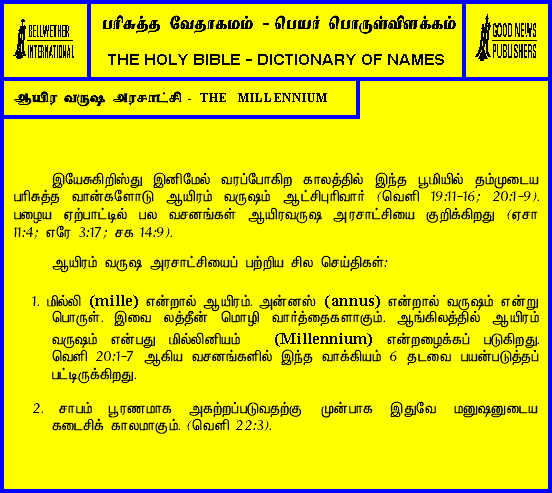 BELLWETHER
INTERNATIONAL
பரிசுத்த வேதாகமம் - பெயர் பொருள்விளக்கம்
THE HOLY BIBLE - DICTIONARY OF NAMES
GOOD NEWS
PUBLISHERS
ஆயிர வருஷ அரசாட்சி - THE MILLENNIUM
இயேசுகிறிஸ்து இனிமேல் வரப்போகிற காலத்தில் இந்த பூமியில் தம்முடைய
பரிசுத்த வான்களோடு ஆயிரம் வருஷம் ஆட்சிபுரிவார் (வெளி 19:11-16; 20:1-9).
பழைய ஏற்பாட்டில் பல வசனங்கள் ஆயிரவருஷ அரசாட்சியை குறிக்கிறது (ஏசா
11:4; எரே 3:17; சக 14:9).
ஆயிரம் வருஷ அரசாட்சியைப் பற்றிய சில செய்திகள்:
1. மில்லி (mille) என்றால் ஆயிரம். அன்னஸ் (annus) என்றால் வருஷம் என்று
பொருள். இவை லத்தீன் மொழி வார்த்தைகளாகும். ஆங்கிலத்தில் ஆயிரம்
வருஷம் என்பது மில்லினியம் (Millennium) என்றழைக்கப் படுகிறது.
வெளி 20:1-7 ஆகிய வசனங்களில் இந்த வாக்கியம் 6 தடவை பயன்படுத்தப்
பட்டிருக்கிறது.
2. சாபம் பூரணமாக அகற்றப்படுவதற்கு முன்பாக இதுவே மனுஷனுடைய
கடைசிக் காலமாகும். (வெளி 22:3).